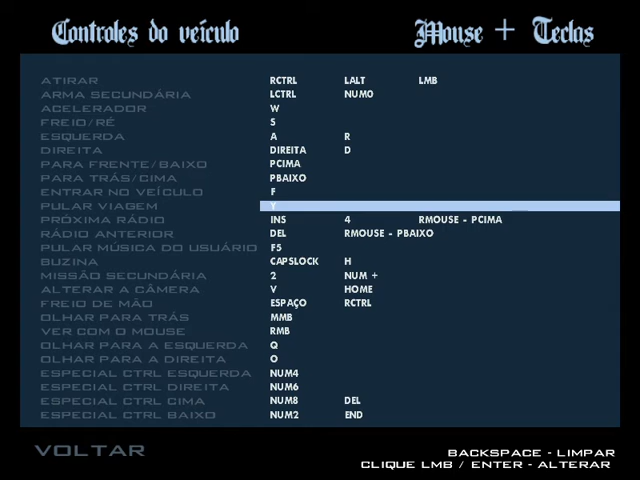 Controles do veículo Mouse + Teclas
ATIRAR RCTRL LALT LMB
ARMA SECUNDÁRIA LCTRL NUM0
ACELERADOR W
FREIO/RÉ S
ESQUERDA A R
DIREITA DIREITA D
PARA FRENTE/BAIXO PCIMA
PARA TRÁS/CIMA PBAIXO
ENTRAR NO VEÍCULO F
PULAR VIAGEM Y
PRÓXIMA RÁDIO INS 4 RMOUSE - PCIMA
RÁDIO ANTERIOR DEL RMOUSE - PBAIXO
PULAR MÚSICA DO USUÁRIO F5
BUZINA CAPSLOCK H
MISSÃO SECUNDÁRIA 2 NUM +
ALTERAR A CÂMERA V HOME
FREIO DE MÃO ESPAÇO RCTRL
OLHAR PARA TRÁS MMB
VER COM O MOUSE RMB
OLHAR PARA A ESQUERDA Q
OLHAR PARA A DIREITA O
ESPECIAL CTRL ESQUERDA NUM4
ESPECIAL CTRL DIREITA NUM6
ESPECIAL CTRL CIMA NUM8 DEL
ESPECIAL CTRL BAIXO NUM2 END
VOLTAR
BACKSPACE - LIMPAR
CLIQUE LMB / ENTER - ALTERAR